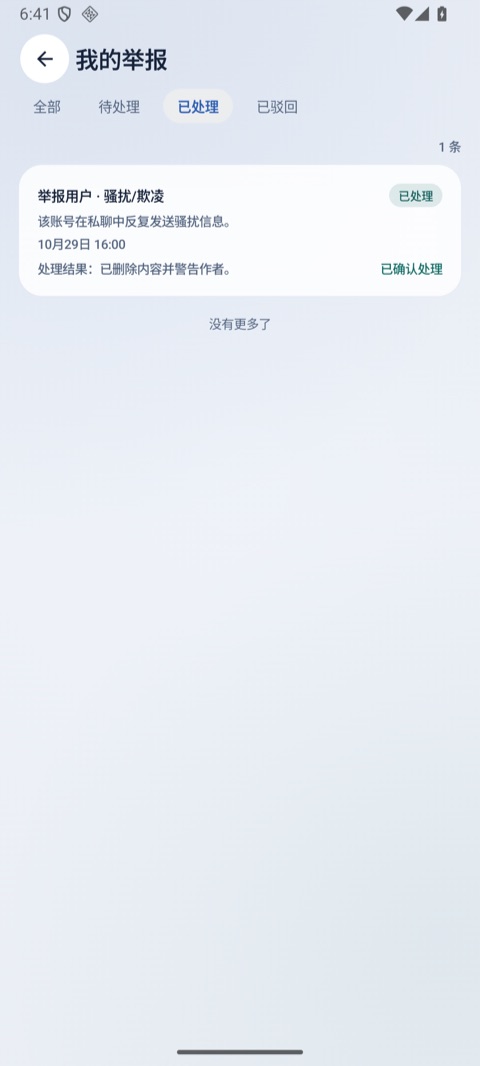 6:41
我的举报
全部 待处理 已处理 已驳回
1 条
举报用户 · 骚扰/欺凌 已处理
该账号在私聊中反复发送骚扰信息。
10月29日 16:00
处理结果：已删除内容并警告作者。 已确认处理
没有更多了